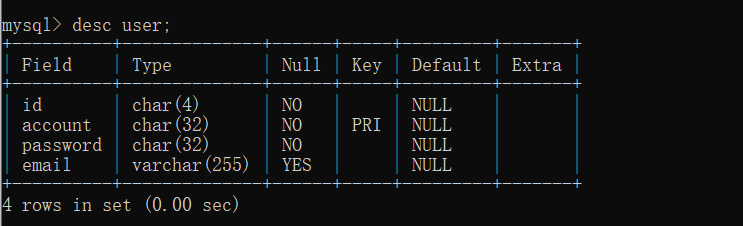 mysql> desc user;
+----------+--------------+------+-----+---------+-------+
| Field    | Type         | Null | Key | Default | Extra |
+----------+--------------+------+-----+---------+-------+
| id       | char(4)      | NO   |     | NULL    |       |
| account  | char(32)     | NO   | PRI | NULL    |       |
| password | char(32)     | NO   |     | NULL    |       |
| email    | varchar(255) | YES  |     | NULL    |       |
+----------+--------------+------+-----+---------+-------+
4 rows in set (0.00 sec)